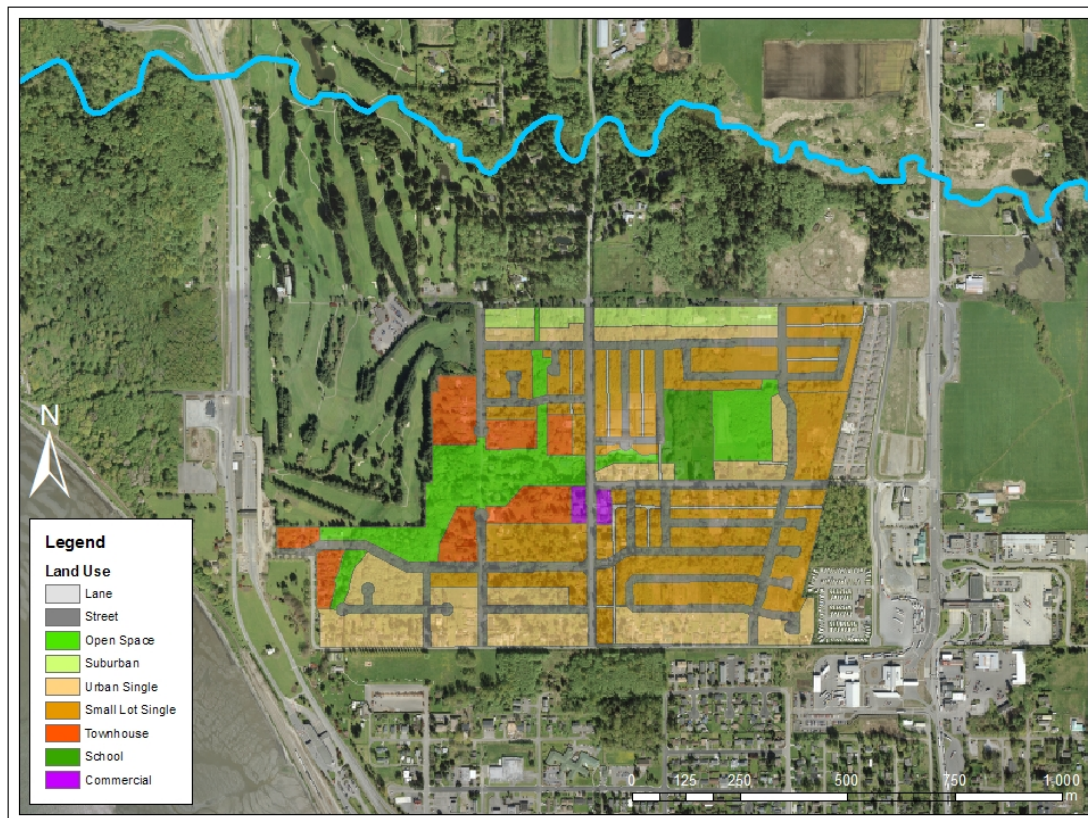 N
Legend
Land Use
Lane
Street
Open Space
Suburban
Urban Single
Small Lot Single
Townhouse
School
Commercial
0 125 250 500 750 1,000
m